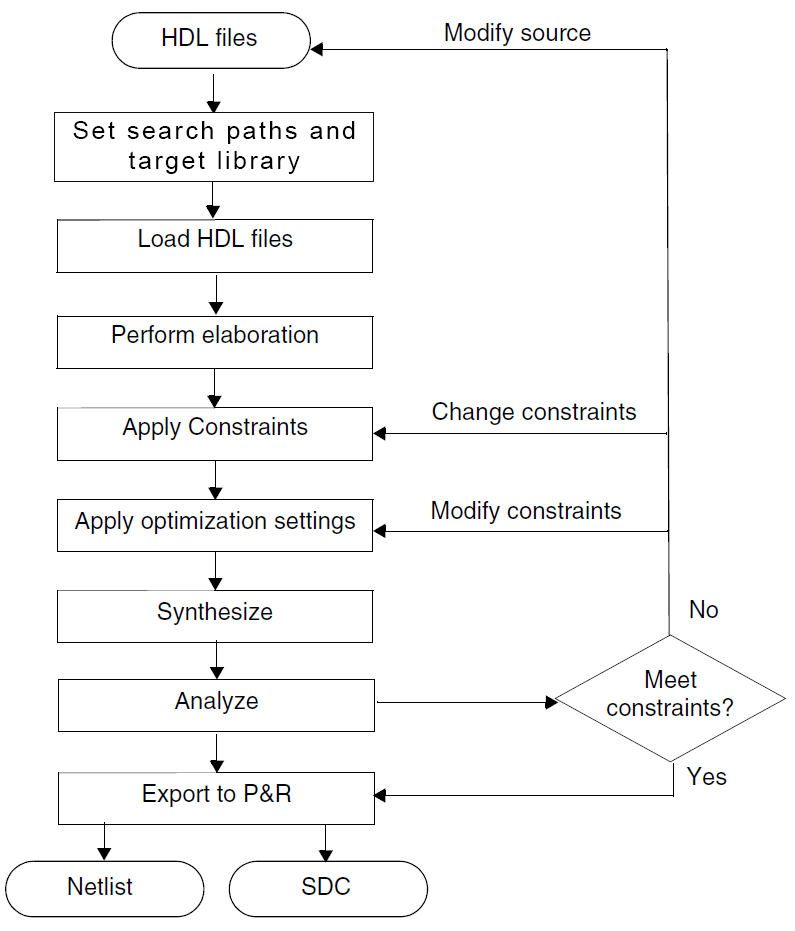 HDL files
Modify source
Set search paths and
target library
Load HDL files
Perform elaboration
Change constraints
Apply Constraints
Modify constraints
Apply optimization settings
Synthesize
No
Analyze
Meet
constraints?
Yes
Export to P&R
Netlist
SDC